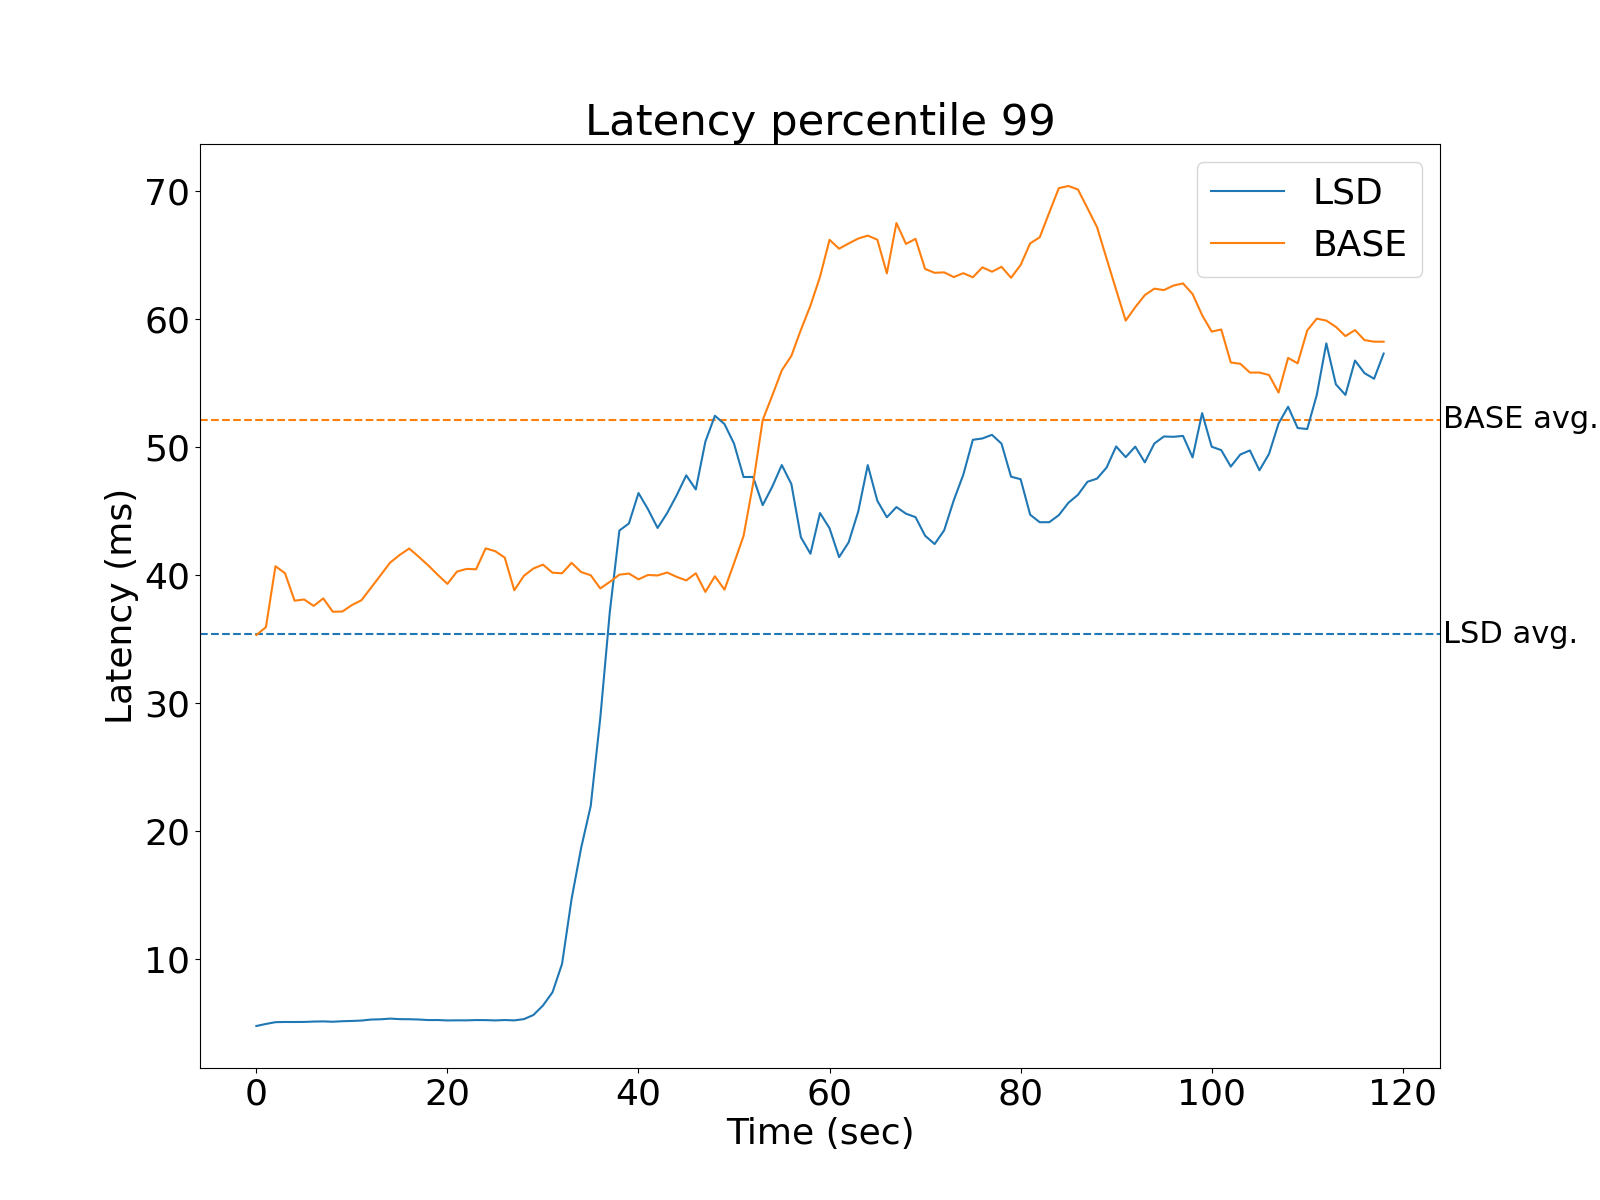 Latency percentile 99
LSD
BASE
70
60
50
40
30
20
10
Latency (ms)
BASE avg.
LSD avg.
0 20 40 60 80 100 120
Time (sec)